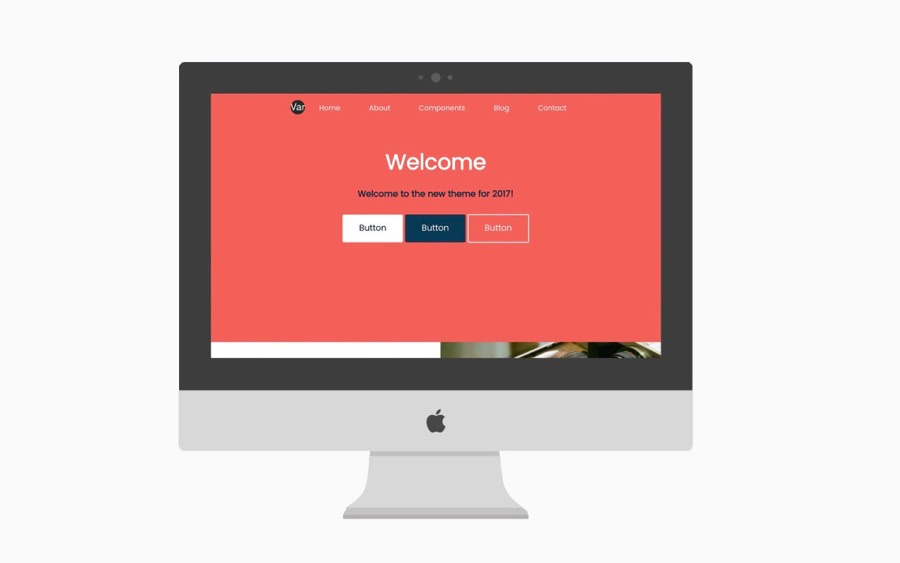 Var Home About Components Blog Contact
Welcome
Welcome to the new theme for 2017!
Button Button Button